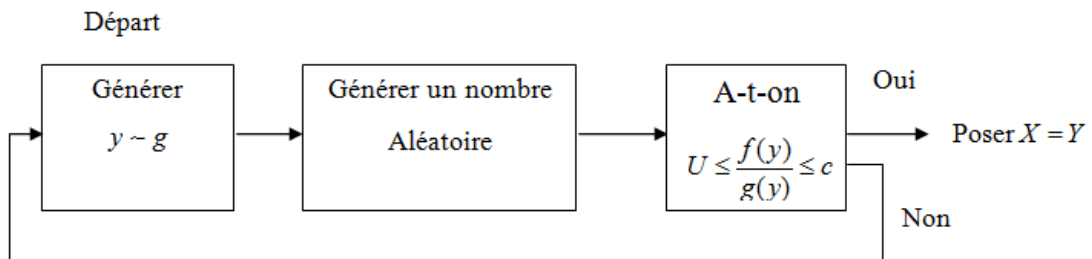 Départ
Générer
y ~ g
Générer un nombre
Aléatoire
A-t-on
U ≤ f(y)/g(y) ≤ c
Oui
Poser X = Y
Non